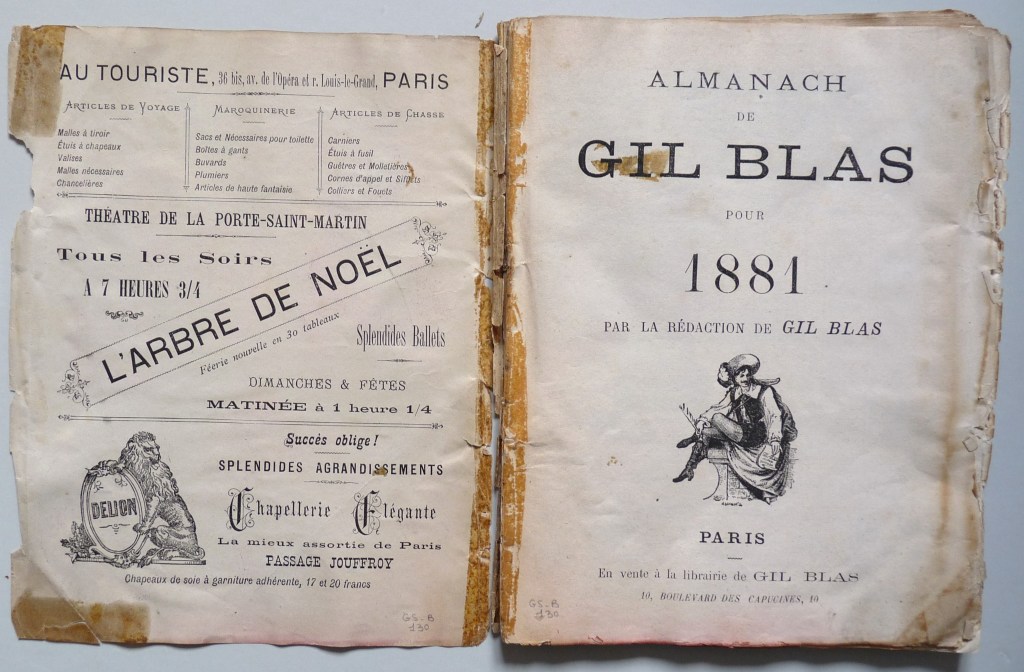 AU TOURISTE, 36 bis, av. de l'Opéra et r. Louis-le-Grand, PARIS
ARTICLES DE VOYAGE
Malles à tiroir
Étuis à chapeaux
Valises
Malles nécessaires
Chancelières
MAROQUINERIE
Sacs et Nécessaires pour toilette
Boîtes à gants
Buvards
Plumiers
Articles de haute fantaisie
ARTICLES DE CHASSE
Carniers
Étuis à fusil
Guêtres et Molletières
Cornes d'appel et Sifflets
Colliers et Fouets
THÉATRE DE LA PORTE-SAINT-MARTIN
Tous les Soirs
A 7 HEURES 3/4
L'ARBRE DE NOËL
Féerie nouvelle en 30 tableaux
Splendides Ballets
DIMANCHES & FÊTES
MATINÉE à 1 heure 1/4
Succès oblige!
SPLENDIDES AGRANDISSEMENTS
DELION
Chapellerie Élégante
La mieux assortie de Paris
PASSAGE JOUFFROY
Chapeaux de soie à garniture adhérente, 17 et 20 francs
GS-B
130
ALMANACH
DE
GIL BLAS
POUR
1881
PAR LA RÉDACTION DE GIL BLAS
PARIS
En vente à la librairie de GIL BLAS
19, BOULEVARD DES CAPUCINES, 19
GS-B
130